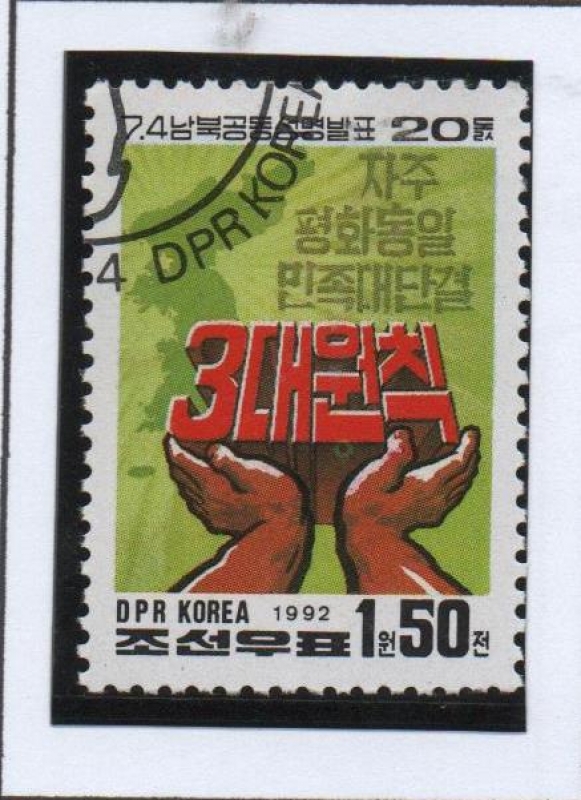 7.4남북공동성명발표 20돐
자주
평화통일
민족대단결
3대원칙
DPR KOREA 1992
조선우표 1원50전
4 DPR KOREA